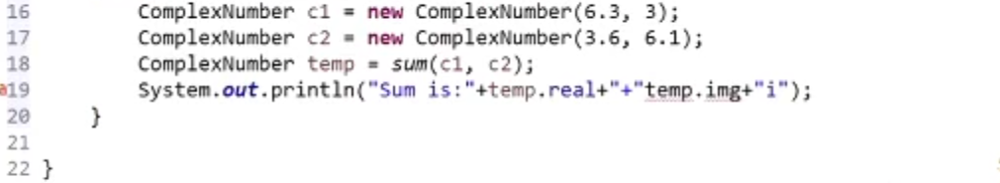 16 ComplexNumber c1 = new ComplexNumber(6.3, 3);
17 ComplexNumber c2 = new ComplexNumber(3.6, 6.1);
18 ComplexNumber temp = sum(c1, c2);
19 System.out.println("Sum is:"+temp.real+"+"temp.img+"i");
20 }
21
22 }